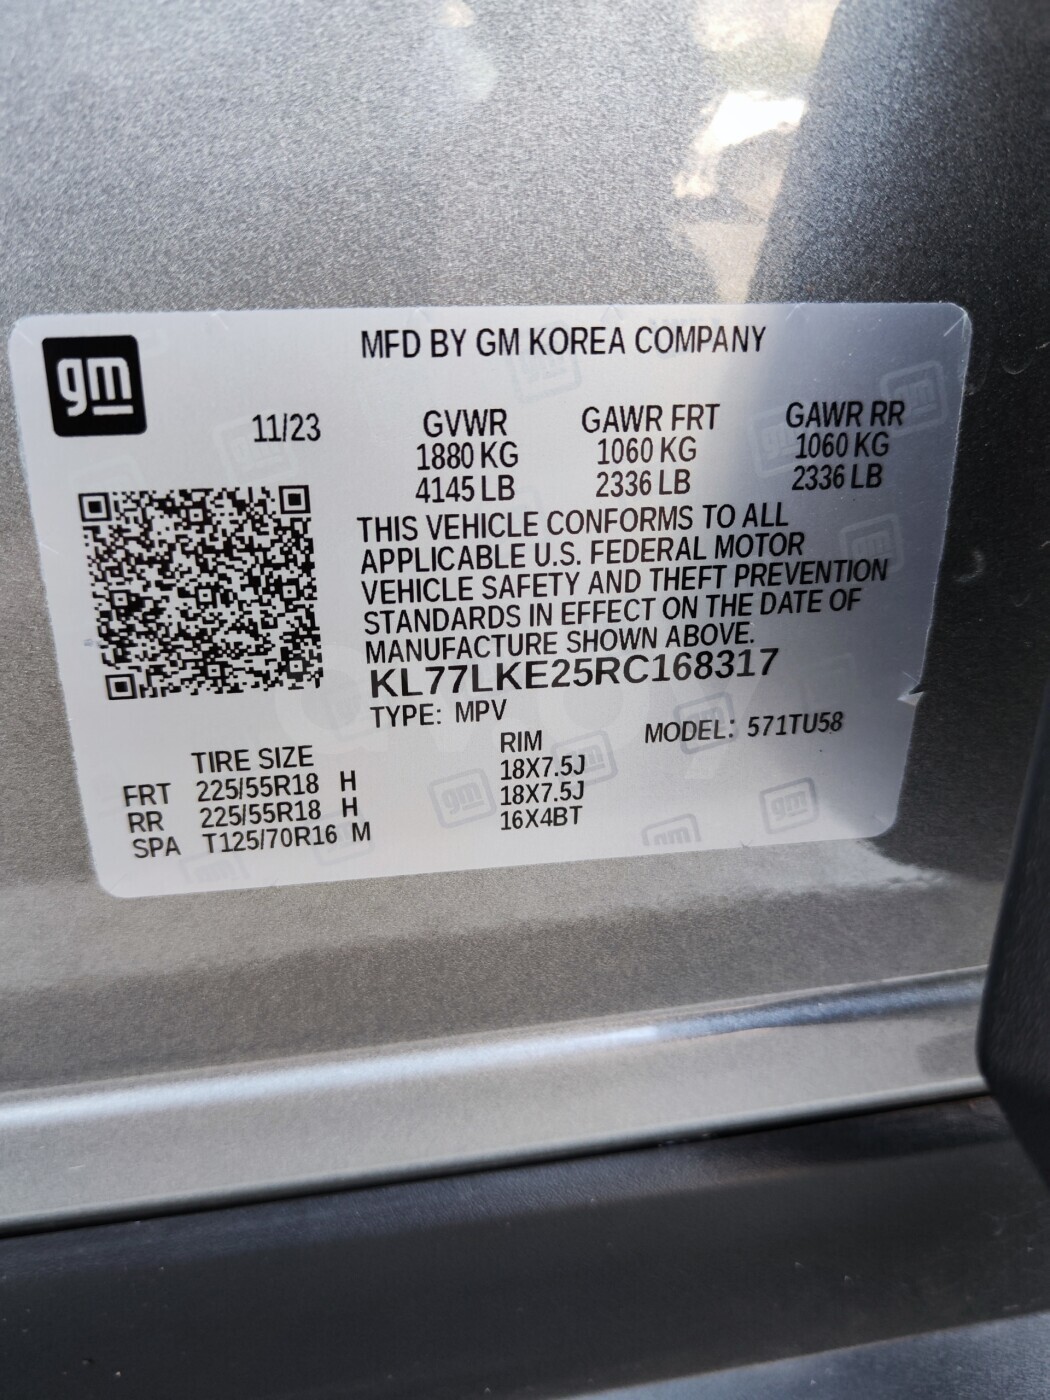 gm
MFD BY GM KOREA COMPANY
11/23 GVWR GAWR FRT GAWR RR
1880 KG 1060 KG 1060 KG
4145 LB 2336 LB 2336 LB
THIS VEHICLE CONFORMS TO ALL
APPLICABLE U.S. FEDERAL MOTOR
VEHICLE SAFETY AND THEFT PREVENTION
STANDARDS IN EFFECT ON THE DATE OF
MANUFACTURE SHOWN ABOVE.
KL77LKE25RC168317
TYPE: MPV MODEL: 571TU58
TIRE SIZE RIM
FRT 225/55R18 H 18X7.5J
RR 225/55R18 H 18X7.5J
SPA T125/70R16 M 16X4BT